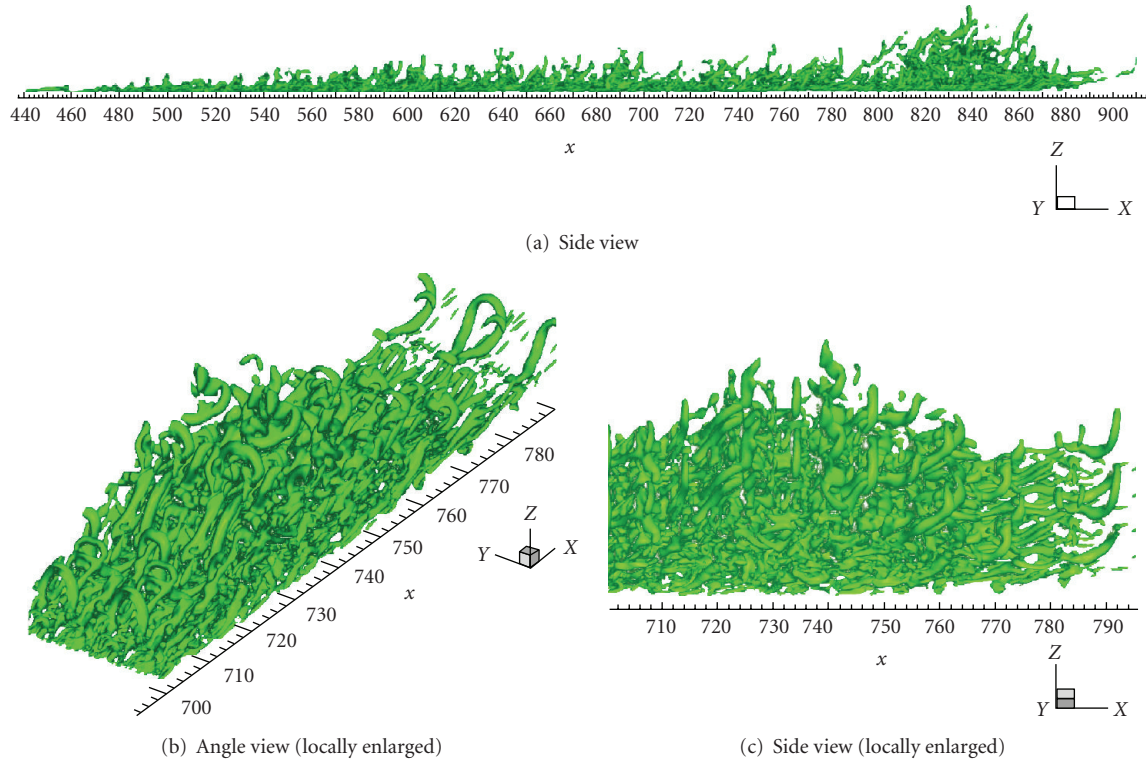 440 460 480 500 520 540 560 580 600 620 640 660 680 700 720 740 760 780 800 820 840 860 880 900
x
Z
Y X
(a) Side view
780
770
760
Z
Y X
750
740
x
730
720
710
700
(b) Angle view (locally enlarged)
710 720 730 740 750 760 770 780 790
x
Z
Y X
(c) Side view (locally enlarged)